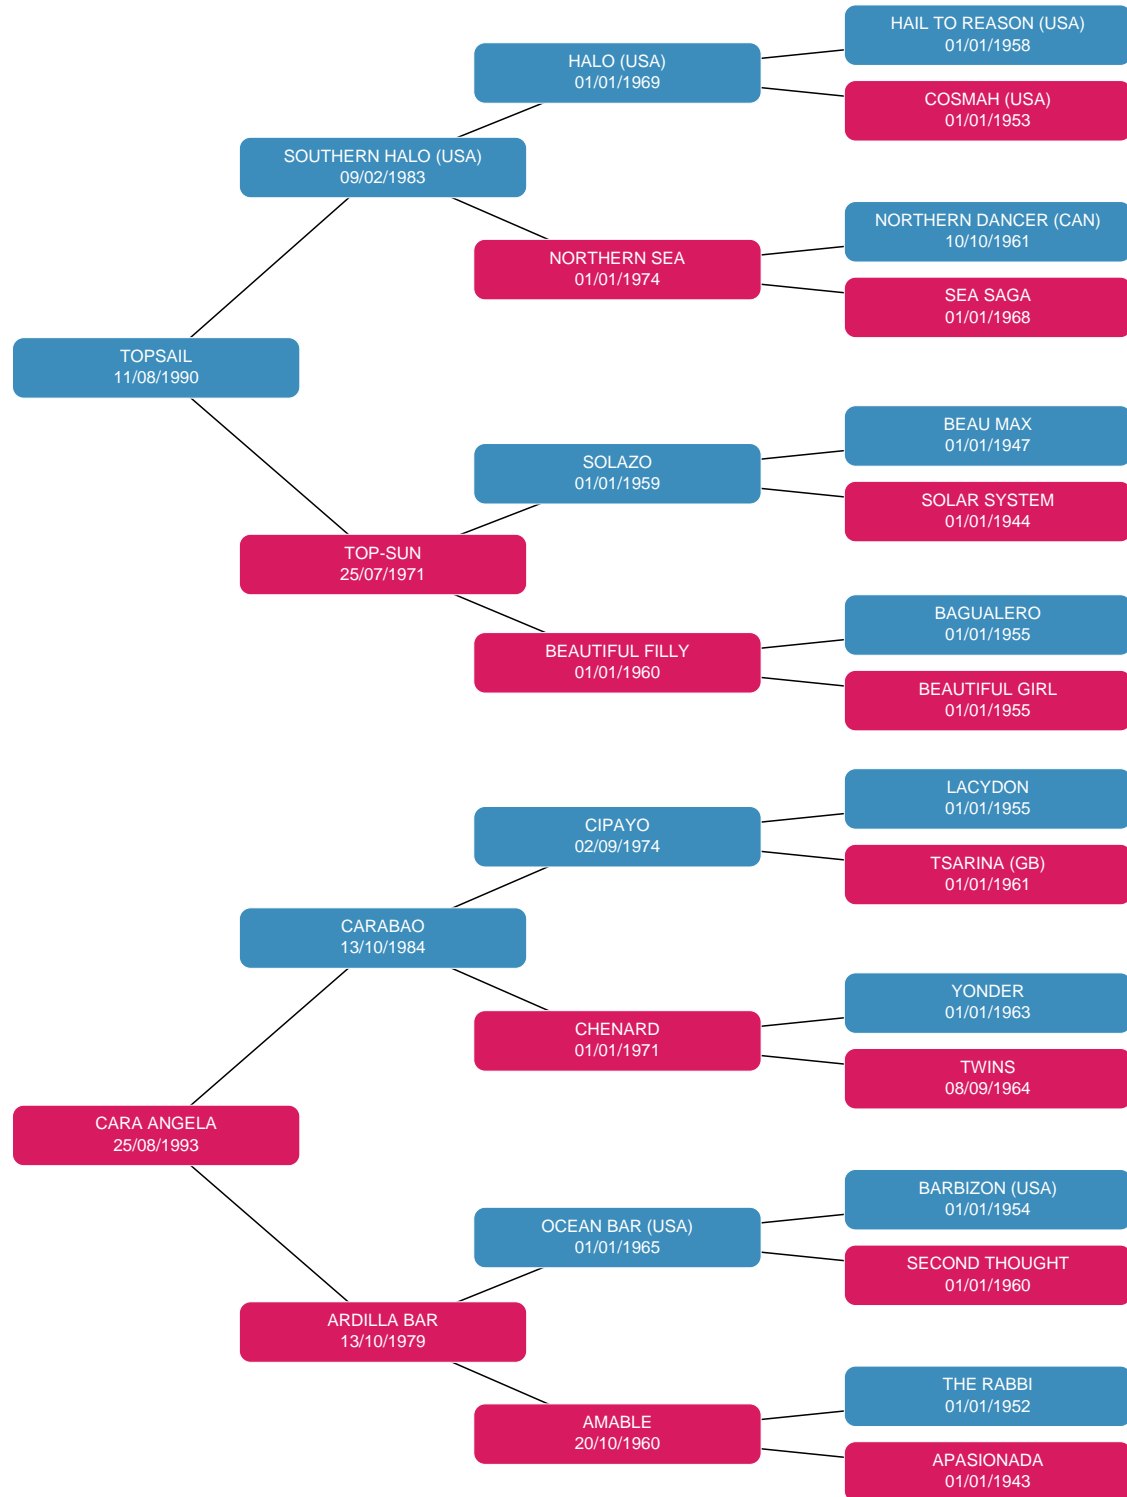 HAIL TO REASON (USA)
01/01/1958
HALO (USA)
01/01/1969
COSMAH (USA)
01/01/1953
SOUTHERN HALO (USA)
09/02/1983
NORTHERN DANCER (CAN)
10/10/1961
NORTHERN SEA
01/01/1974
SEA SAGA
01/01/1968
TOPSAIL
11/08/1990
BEAU MAX
01/01/1947
SOLAZO
01/01/1959
SOLAR SYSTEM
01/01/1944
TOP-SUN
25/07/1971
BAGUALERO
01/01/1955
BEAUTIFUL FILLY
01/01/1960
BEAUTIFUL GIRL
01/01/1955
LACYDON
01/01/1955
CIPAYO
02/09/1974
TSARINA (GB)
01/01/1961
CARABAO
13/10/1984
YONDER
01/01/1963
CHENARD
01/01/1971
TWINS
08/09/1964
CARA ANGELA
25/08/1993
BARBIZON (USA)
01/01/1954
OCEAN BAR (USA)
01/01/1965
SECOND THOUGHT
01/01/1960
ARDILLA BAR
13/10/1979
THE RABBI
01/01/1952
AMABLE
20/10/1960
APASIONADA
01/01/1943